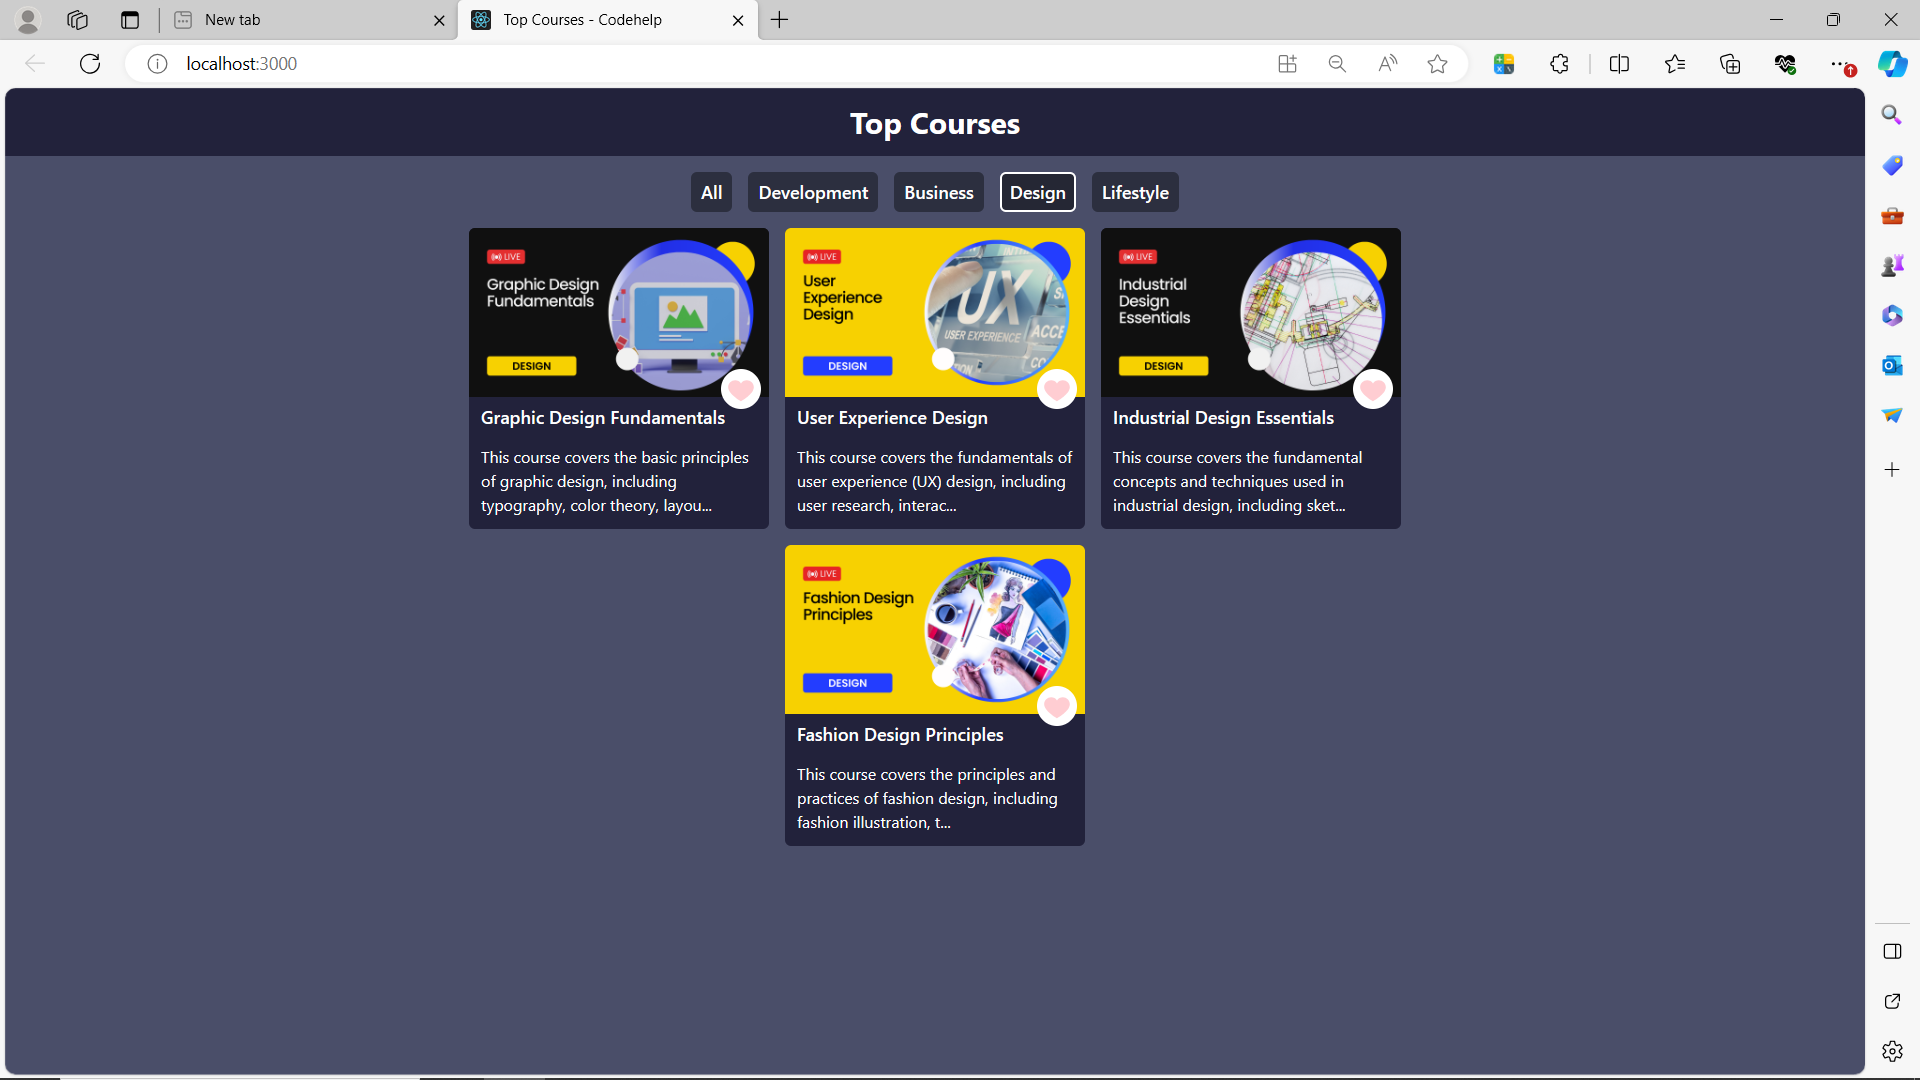 New tab
Top Courses - Codehelp
localhost:3000
Top Courses
All
Development
Business
Design
Lifestyle
LIVE
Graphic Design
Fundamentals
DESIGN
Graphic Design Fundamentals
This course covers the basic principles
of graphic design, including
typography, color theory, layou...
LIVE
User
Experience
Design
DESIGN
UX
USER EXPERIENCE
ACCE
User Experience Design
This course covers the fundamentals of
user experience (UX) design, including
user research, interac...
LIVE
Industrial
Design
Essentials
DESIGN
Industrial Design Essentials
This course covers the fundamental
concepts and techniques used in
industrial design, including sket...
LIVE
Fashion Design
Principles
DESIGN
Fashion Design Principles
This course covers the principles and
practices of fashion design, including
fashion illustration, t...